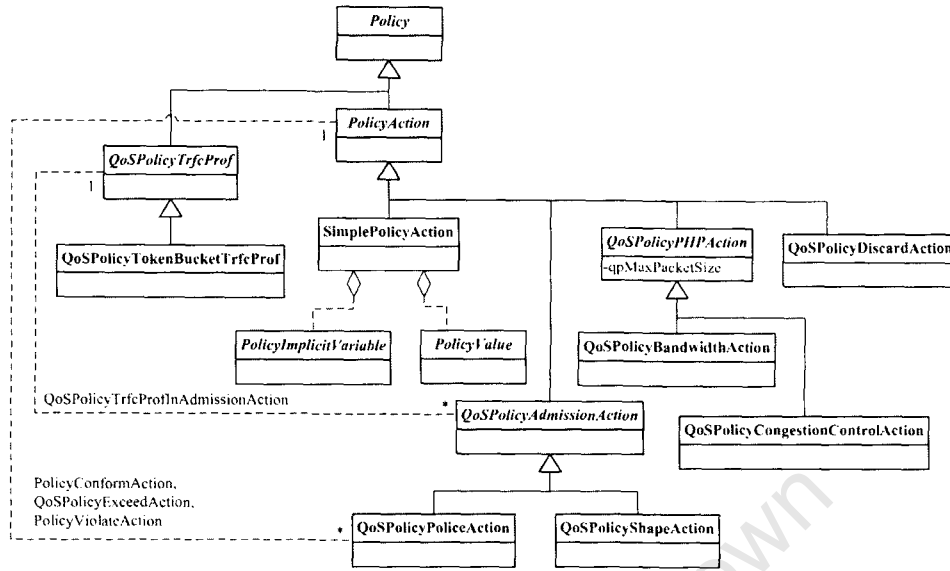 Policy
PolicyAction
1
QoSPolicyTrfcProf
1
SimplePolicyAction
QoSPolicyPHPAction
-qpMaxPacketSize
QoSPolicyDiscardAction
QoSPolicyTokenBucketTrfcProf
PolicyImplicitVariable
PolicyValue
QoSPolicyBandwidthAction
QoSPolicyTrfcProfInAdmissionAction
*
QoSPolicyAdmissionAction
QoSPolicyCongestionControlAction
PolicyConformAction,
QoSPolicyExceedAction,
PolicyViolateAction
*
QoSPolicyPoliceAction
QoSPolicyShapeAction
own